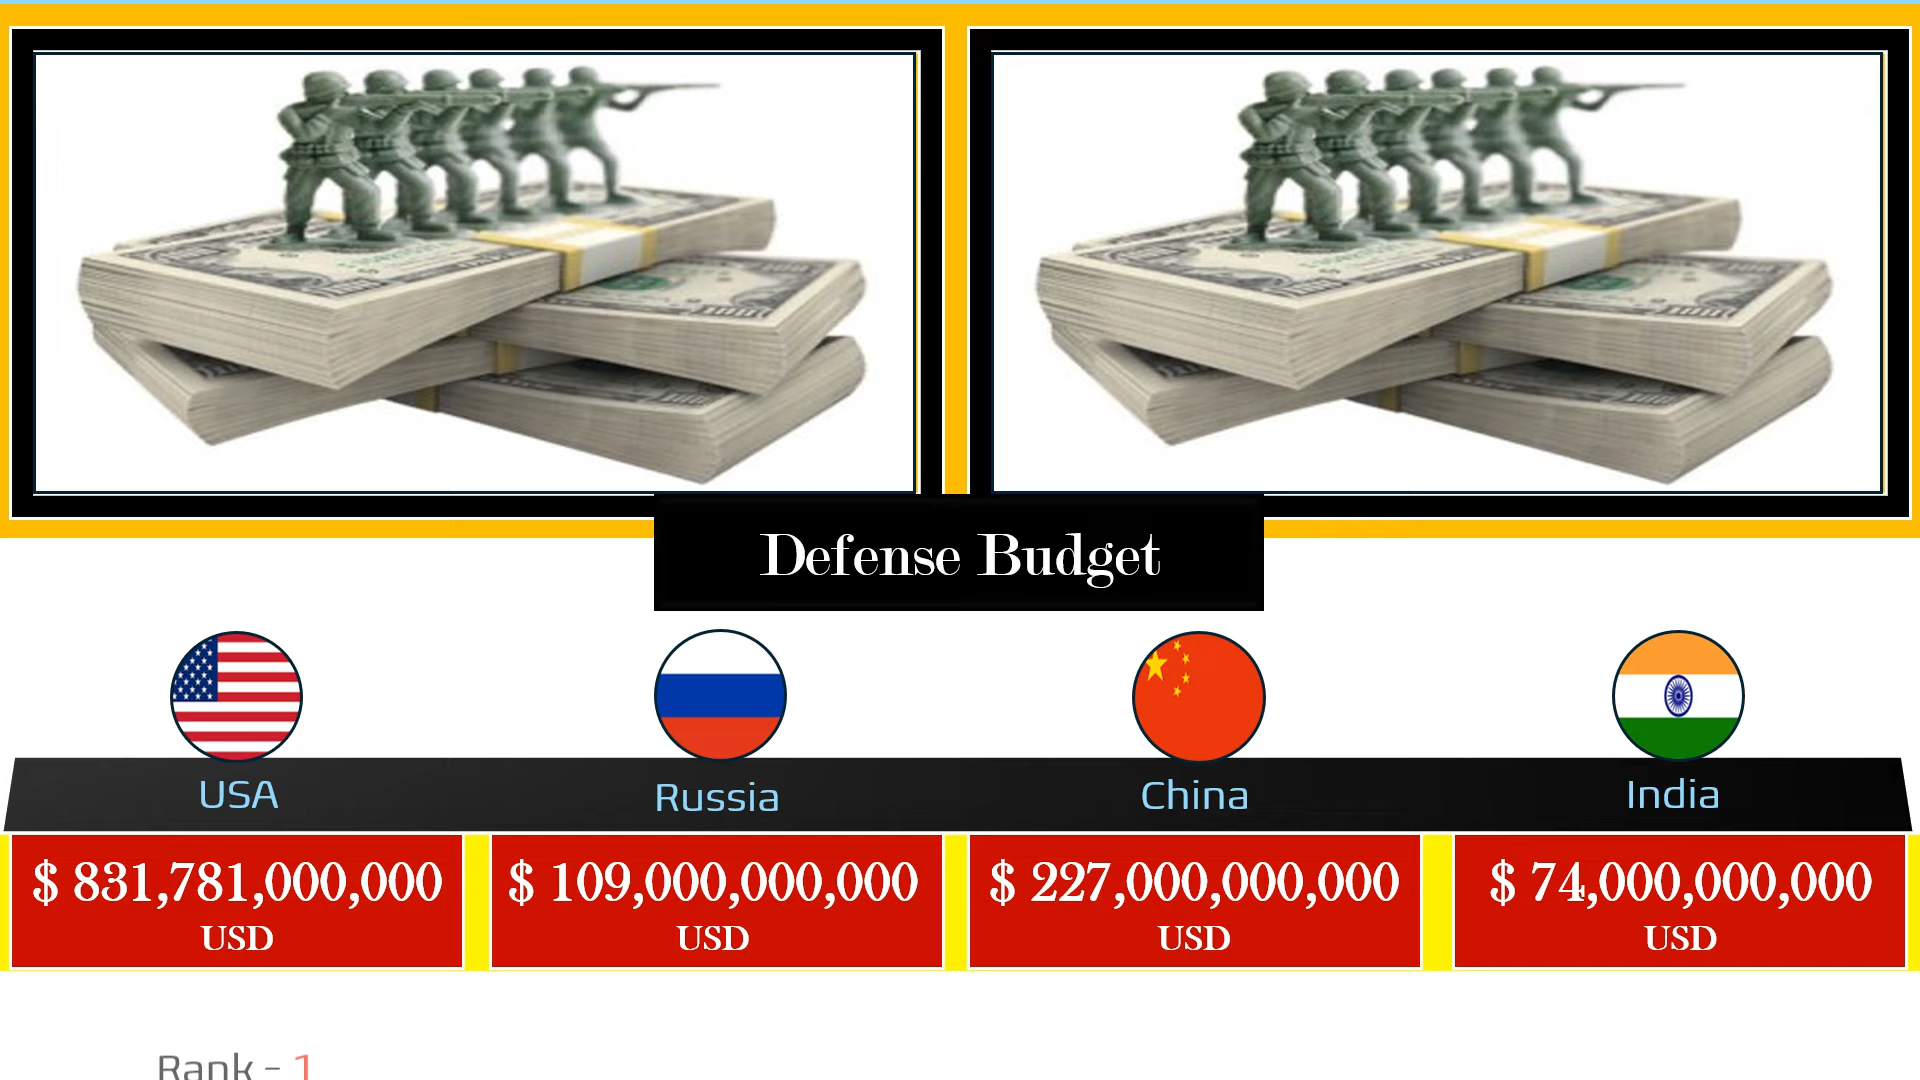 Defense Budget
USA
Russia
China
India
$ 831,781,000,000
USD
$ 109,000,000,000
USD
$ 227,000,000,000
USD
$ 74,000,000,000
USD
Rank - 1